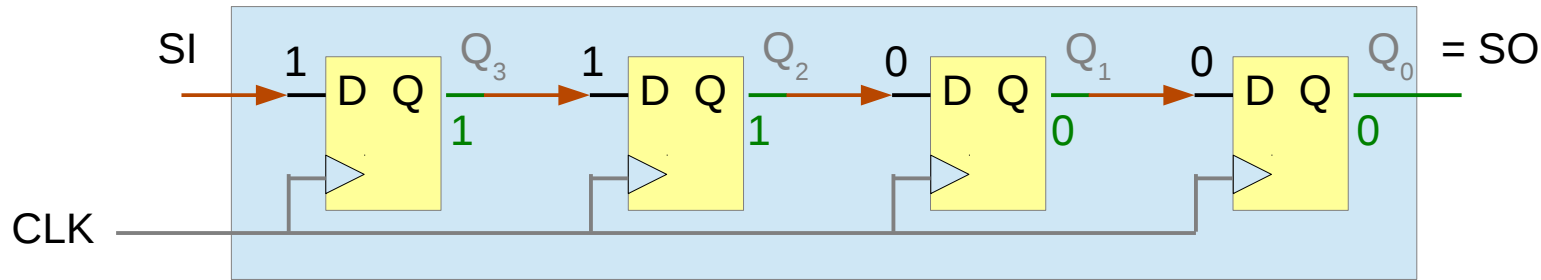 SI 1 Q3 1 Q2 0 Q1 0 Q0 = SO
D Q D Q D Q D Q
1 1 0 0
CLK